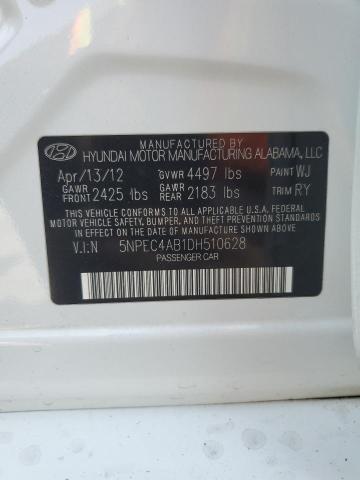 MANUFACTURED BY
HYUNDAI MOTOR MANUFACTURING ALABAMA, LLC
Apr/13/12 GVWR 4497 lbs PAINT WJ
GAWR FRONT 2425 lbs GAWR REAR 2183 lbs TRIM RY
THIS VEHICLE CONFORMS TO ALL APPLICABLE U.S.A. FEDERAL
MOTOR VEHICLE SAFETY, BUMPER, AND THEFT PREVENTION
STANDARDS IN EFFECT ON THE DATE OF MANUFACTURE SHOWN ABOVE.
V.I.N 5NPEC4AB1DH510628
PASSENGER CAR